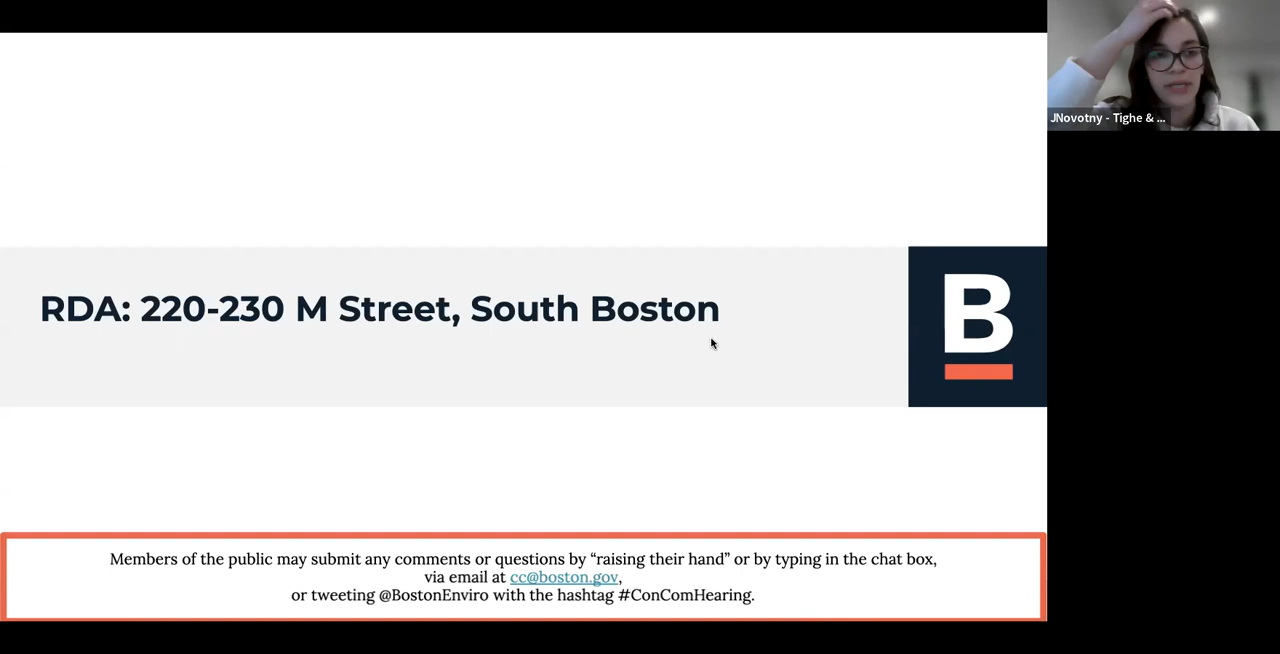 JNovotny - Tighe & ...
RDA: 220-230 M Street, South Boston
B
Members of the public may submit any comments or questions by “raising their hand” or by typing in the chat box,
via email at cc@boston.gov,
or tweeting @BostonEnviro with the hashtag #ConComHearing.